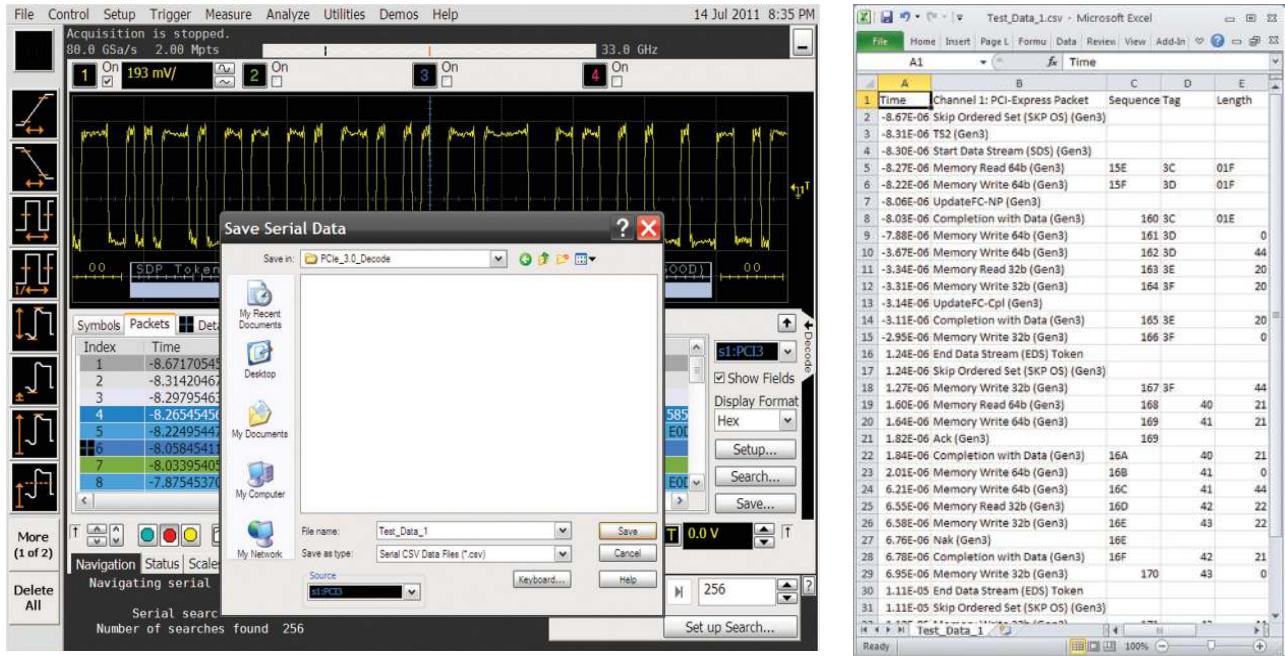 File Control Setup Trigger Measure Analyze Utilities Demos Help 14 Jul 2011 8:35 PM
Acquisition is stopped.
80.0 GSa/s 2.00 Mpts 33.0 GHz
1 On 193 mV/ 2 On 3 On 4 On
00 SDP Token OOD) 00
Save Serial Data
Save in: PCIe_3.0_Decode
My Recent Documents
Desktop
My Documents
My Computer
My Network
File name: Test_Data_1 Save
Save as type: Serial CSV Data Files (*.csv) Cancel
Source
s1:PCI3 Keyboard... Help
Symbols Packets Det
Index Time
1 -8.67170545
2 -8.31420467
3 -8.29795463
4 -8.26545456 585
5 -8.22495447 E0D
6 -8.05845411
7 -8.03395405
8 -7.87545370 E0E
Decode
s1:PCI3
Show Fields
Display Format
Hex
Setup...
Search...
Save...
T 0.0 V
More (1 of 2)
Delete All
Navigation Status Scale
Navigating serial
Serial searc
Number of searches found 256
256
Set up Search...
Test_Data_1.csv - Microsoft Excel
File Home Insert Page L Formu Data Review View Add-In
A1 fx Time
A B C D E
1 Time Channel 1: PCI-Express Packet Sequence Tag Length
2 -8.67E-06 Skip Ordered Set (SKP OS) (Gen3)
3 -8.31E-06 TS2 (Gen3)
4 -8.30E-06 Start Data Stream (SDS) (Gen3)
5 -8.27E-06 Memory Read 64b (Gen3) 15E 3C 01F
6 -8.22E-06 Memory Write 64b (Gen3) 15F 3D 01F
7 -8.06E-06 UpdateFC-NP (Gen3)
8 -8.03E-06 Completion with Data (Gen3) 160 3C 01E
9 -7.88E-06 Memory Write 64b (Gen3) 161 3D 0
10 -3.67E-06 Memory Write 64b (Gen3) 162 3D 44
11 -3.34E-06 Memory Read 32b (Gen3) 163 3E 20
12 -3.31E-06 Memory Write 32b (Gen3) 164 3F 20
13 -3.14E-06 UpdateFC-Cpl (Gen3)
14 -3.11E-06 Completion with Data (Gen3) 165 3E 20
15 -2.95E-06 Memory Write 32b (Gen3) 166 3F 0
16 1.24E-06 End Data Stream (EDS) Token
17 1.24E-06 Skip Ordered Set (SKP OS) (Gen3)
18 1.27E-06 Memory Write 32b (Gen3) 167 3F 44
19 1.60E-06 Memory Read 64b (Gen3) 168 40 21
20 1.64E-06 Memory Write 64b (Gen3) 169 41 21
21 1.82E-06 Ack (Gen3) 169
22 1.84E-06 Completion with Data (Gen3) 16A 40 21
23 2.01E-06 Memory Write 64b (Gen3) 16B 41 0
24 6.21E-06 Memory Write 64b (Gen3) 16C 41 44
25 6.55E-06 Memory Read 32b (Gen3) 16D 42 22
26 6.58E-06 Memory Write 32b (Gen3) 16E 43 22
27 6.76E-06 Nak (Gen3) 16E
28 6.78E-06 Completion with Data (Gen3) 16F 42 21
29 6.95E-06 Memory Write 32b (Gen3) 170 43 0
30 1.11E-05 End Data Stream (EDS) Token
31 1.11E-05 Skip Ordered Set (SKP OS) (Gen3)
Test_Data_1
Ready 100%